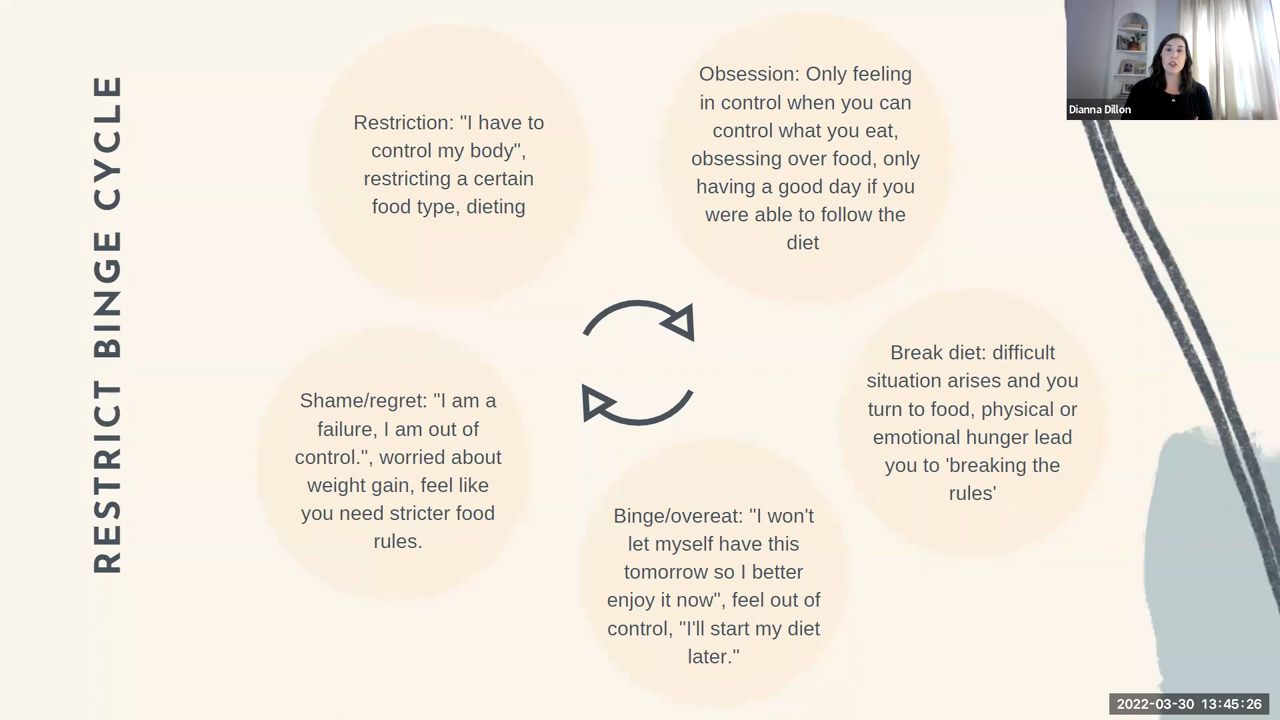 RESTRICT BINGE CYCLE
Restriction: "I have to
control my body",
restricting a certain
food type, dieting
Obsession: Only feeling
in control when you can
control what you eat,
obsessing over food, only
having a good day if you
were able to follow the
diet
Break diet: difficult
situation arises and you
turn to food, physical or
emotional hunger lead
you to 'breaking the
rules'
Binge/overeat: "I won't
let myself have this
tomorrow so I better
enjoy it now", feel out of
control, "I'll start my diet
later."
Shame/regret: "I am a
failure, I am out of
control.", worried about
weight gain, feel like
you need stricter food
rules.
Dianna Dillon
2022-03-30 13:45:26